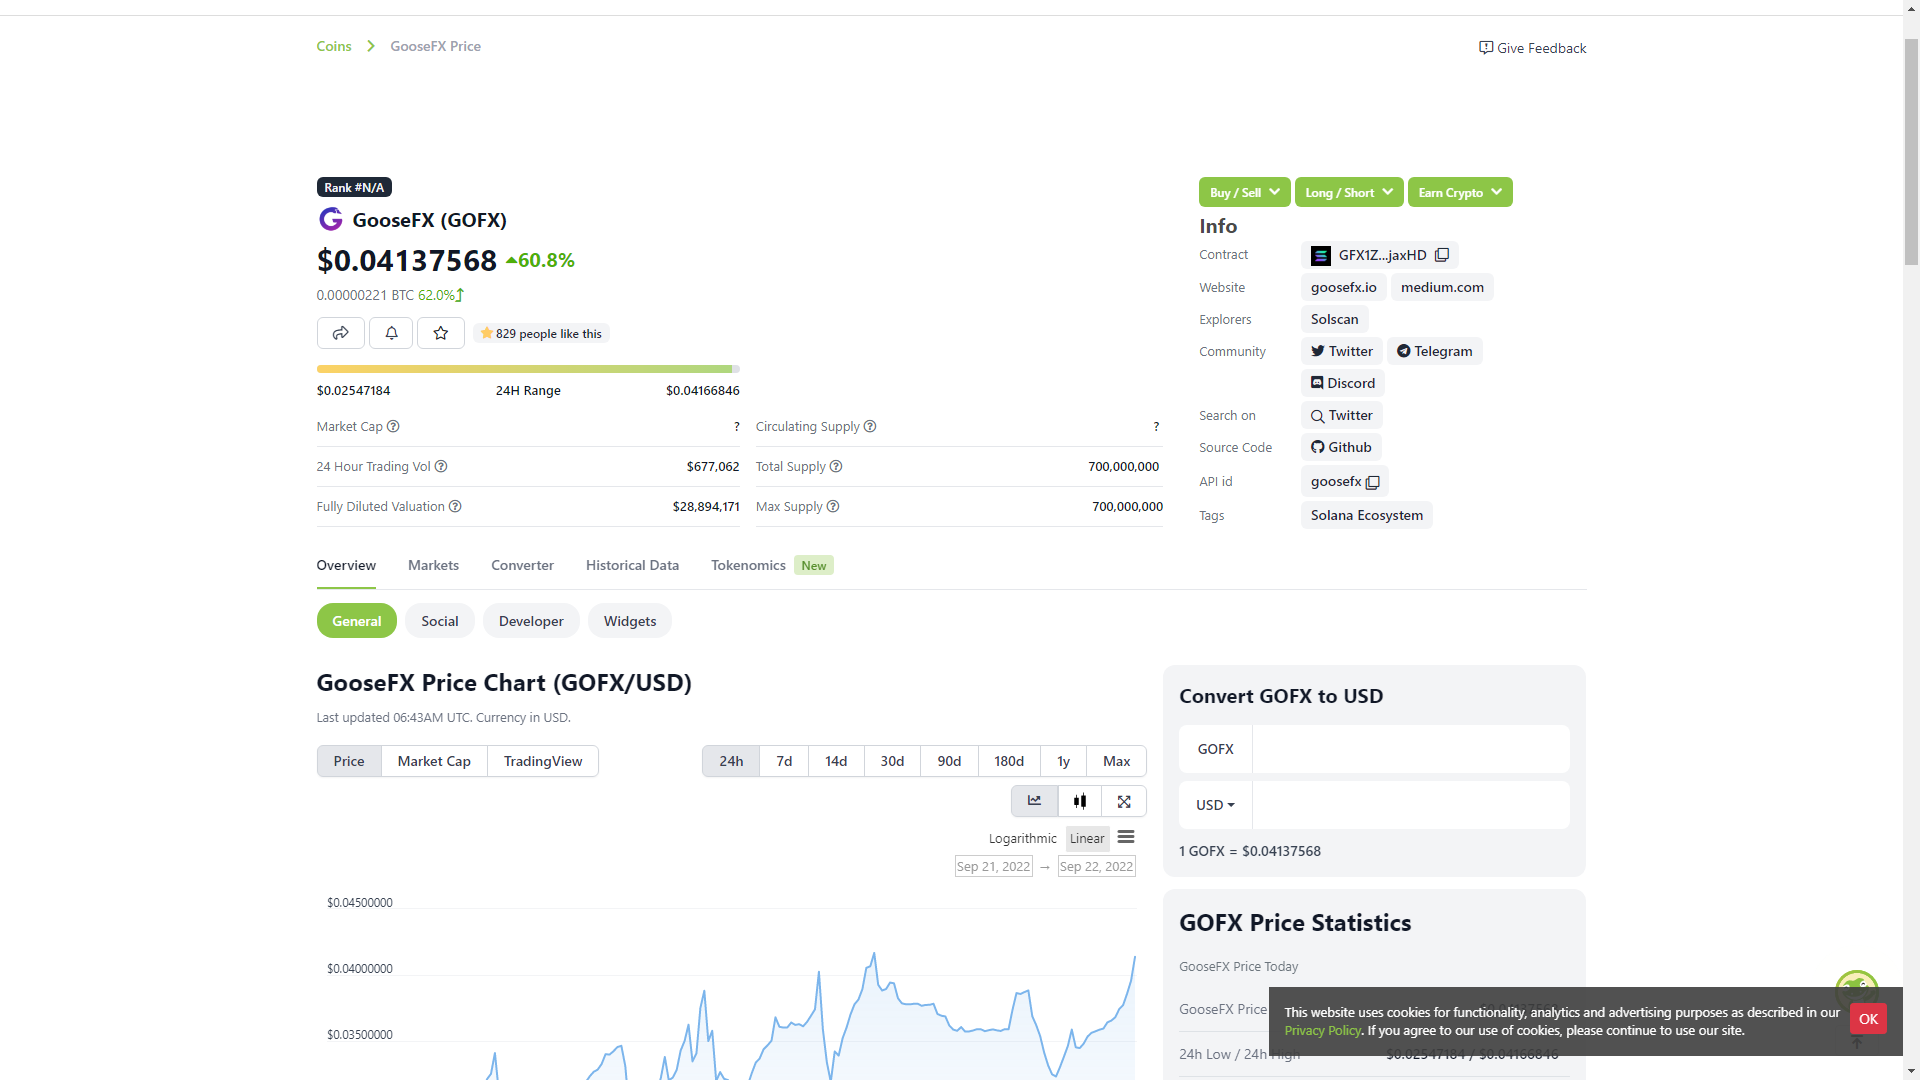 Coins > GooseFX Price
Give Feedback
Rank #N/A
GooseFX (GOFX)
$0.04137568 60.8%
0.00000221 BTC 62.0%
829 people like this
$0.02547184 24H Range $0.04166846
Market Cap ?
Circulating Supply ?
24 Hour Trading Vol $677,062
Total Supply 700,000,000
Fully Diluted Valuation $28,894,171
Max Supply 700,000,000
Buy / Sell Long / Short Earn Crypto
Info
Contract GFX1Z...jaxHD
Website goosefx.io medium.com
Explorers Solscan
Community Twitter Telegram
Discord
Search on Twitter
Source Code Github
API id goosefx
Tags Solana Ecosystem
Overview Markets Converter Historical Data Tokenomics New
General Social Developer Widgets
GooseFX Price Chart (GOFX/USD)
Last updated 06:43AM UTC. Currency in USD.
Price Market Cap TradingView
24h 7d 14d 30d 90d 180d 1y Max
Logarithmic Linear
Sep 21, 2022 → Sep 22, 2022
$0.04500000
$0.04000000
$0.03500000
Convert GOFX to USD
GOFX
USD
1 GOFX = $0.04137568
GOFX Price Statistics
GooseFX Price Today
GooseFX Price
24h Low / 24h High $0.02547184 / $0.04166846
This website uses cookies for functionality, analytics and advertising purposes as described in our
Privacy Policy. If you agree to our use of cookies, please continue to use our site.
OK